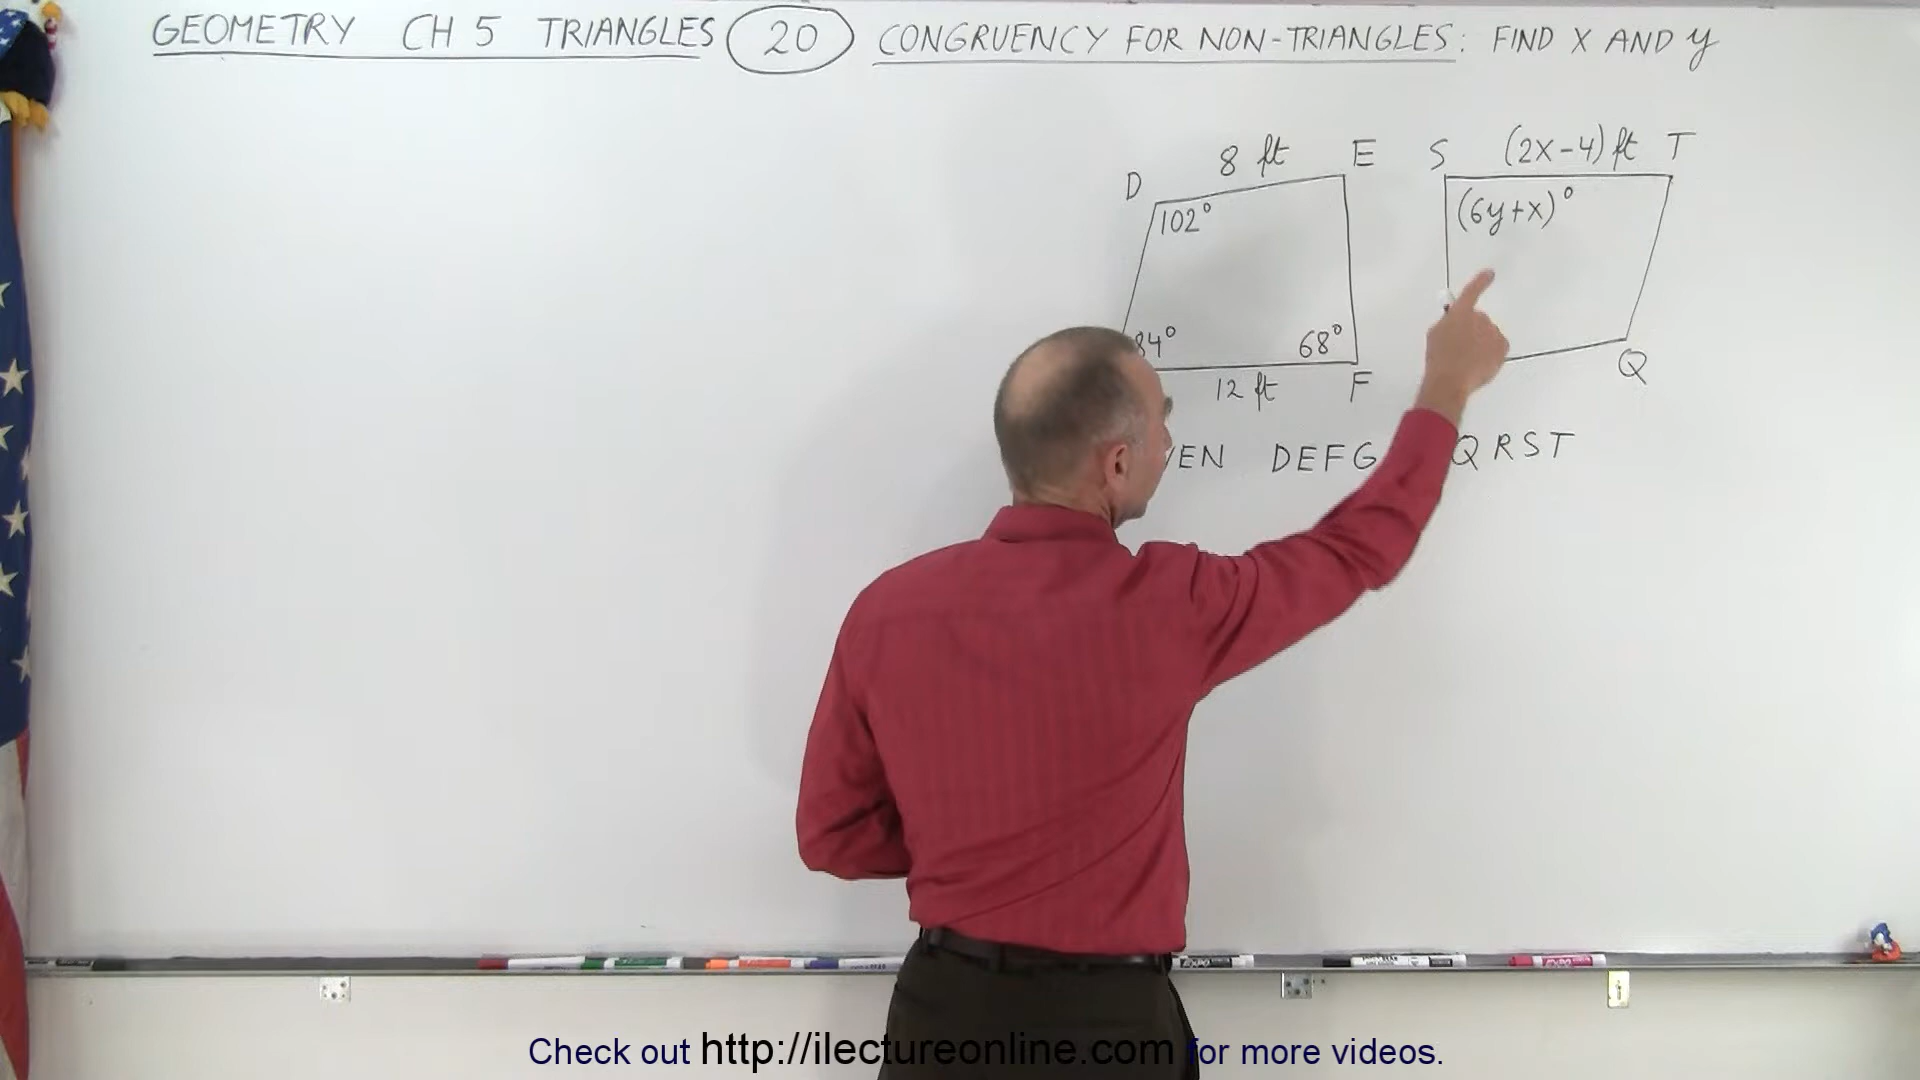 GEOMETRY CH 5 TRIANGLES 20 CONGRUENCY FOR NON-TRIANGLES: FIND X AND Y
8 ft E S (2x-4) ft T
D
102° (6y+x)°
84° 68°
12 ft F Q
DEFG QRST
Check out http://ilectureonline.com for more videos.